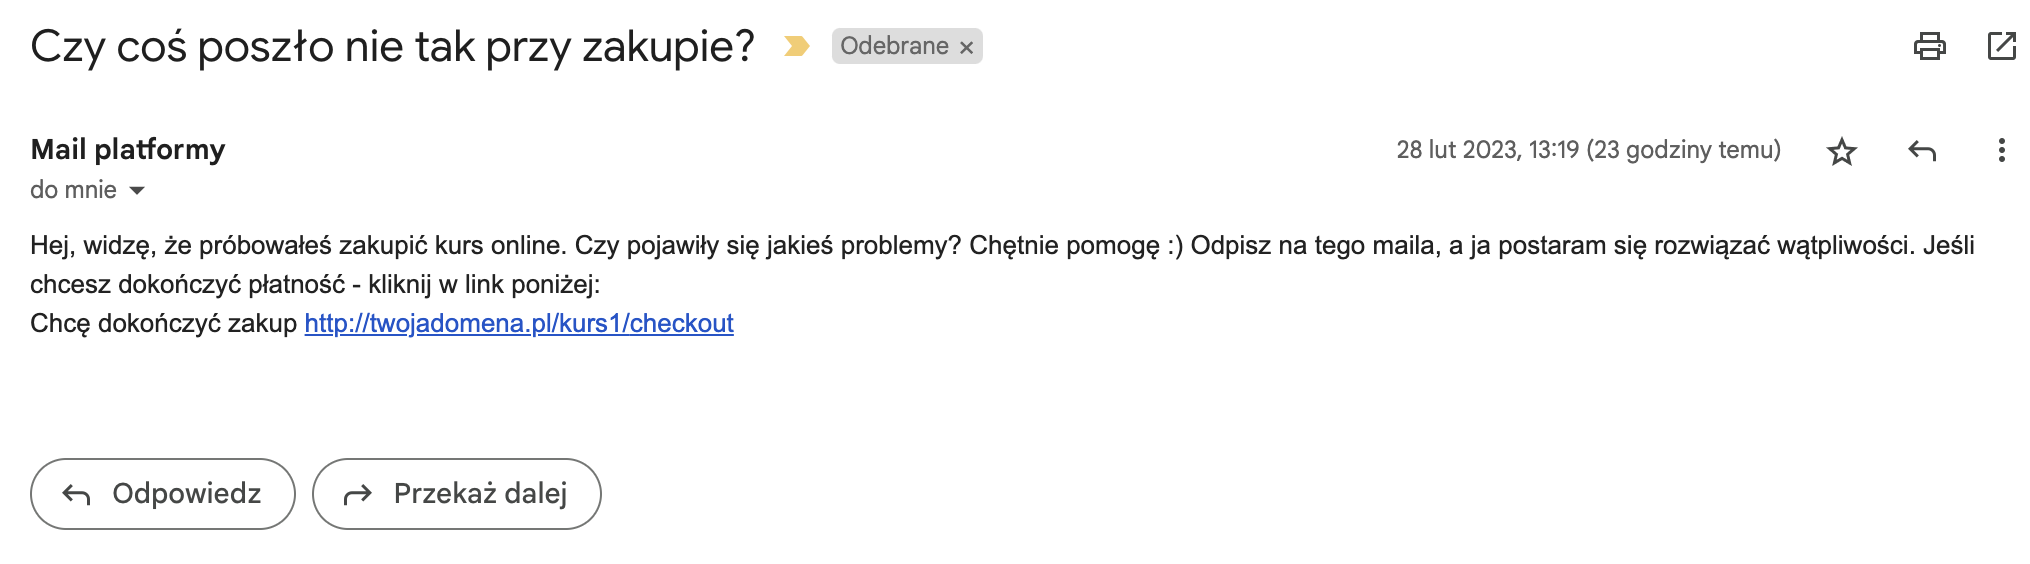 Czy coś poszło nie tak przy zakupie? Odebrane ×
Mail platformy
28 lut 2023, 13:19 (23 godziny temu)
do mnie
Hej, widzę, że próbowałeś zakupić kurs online. Czy pojawiły się jakieś problemy? Chętnie pomogę :) Odpisz na tego maila, a ja postaram się rozwiązać wątpliwości. Jeśli
chcesz dokończyć płatność - kliknij w link poniżej:
Chcę dokończyć zakup http://twojadomena.pl/kurs1/checkout
Odpowiedz
Przekaż dalej